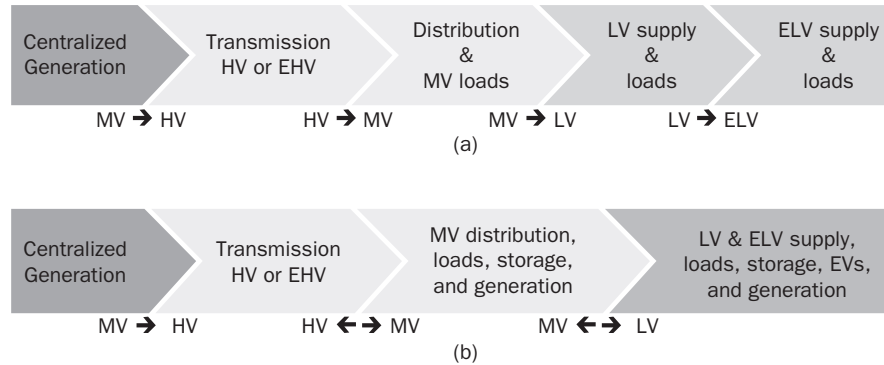 Centralized
Generation
Transmission
HV or EHV
Distribution
&
MV loads
LV supply
&
loads
ELV supply
&
loads
MV ➔ HV
HV ➔ MV
MV ➔ LV
LV ➔ ELV
(a)
Centralized
Generation
Transmission
HV or EHV
MV distribution,
loads, storage,
and generation
LV & ELV supply,
loads, storage, EVs,
and generation
MV ➔ HV
HV 🡸 ➔ MV
MV 🡸 ➔ LV
(b)